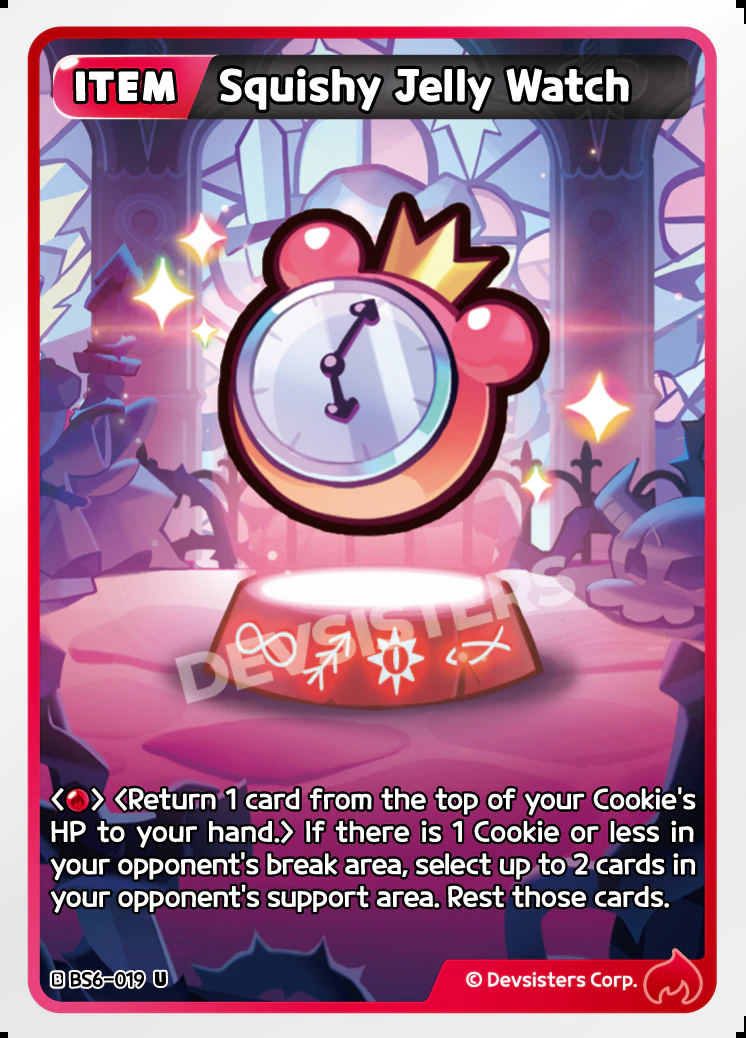 ITEM Squishy Jelly Watch
DEVSISTERS
<🔴> <Return 1 card from the top of your Cookie's
HP to your hand.> If there is 1 Cookie or less in
your opponent's break area, select up to 2 cards in
your opponent's support area. Rest those cards.
B BS6-019 U
© Devsisters Corp.